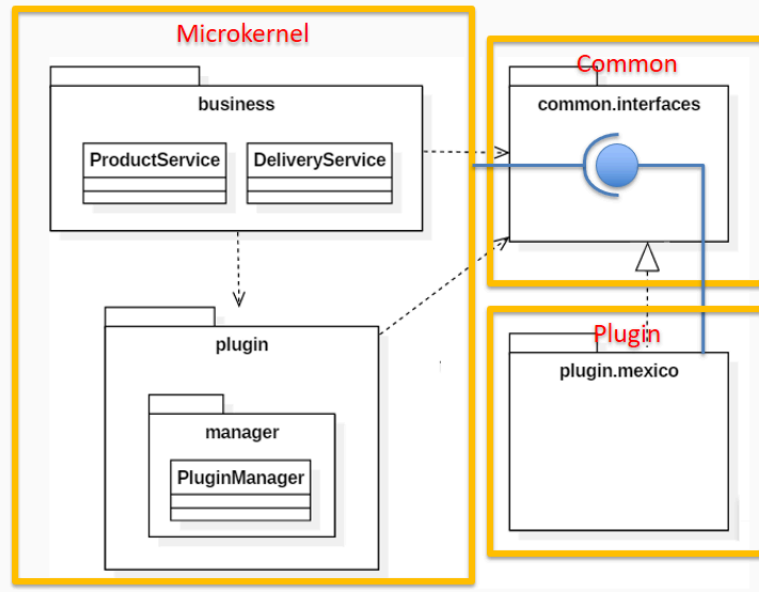 Microkernel
Common
business
common.interfaces
ProductService
DeliveryService
plugin
manager
PluginManager
Plugin
plugin.mexico